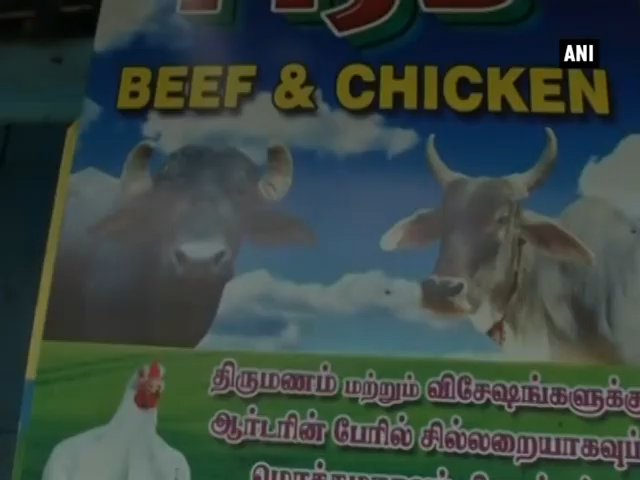 ANI
BEEF & CHICKEN
திருமணம் மற்றும் விசேஷங்களுக்கு
ஆர்டரின் பேரில் சில்லறையாகவும்